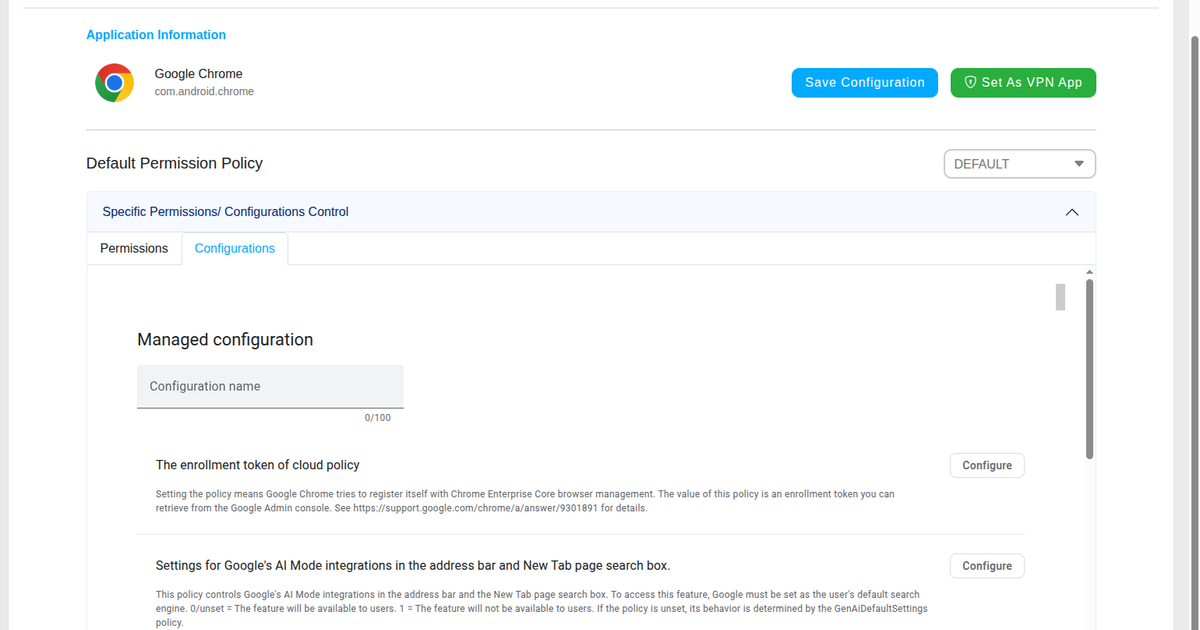 Application Information
Google Chrome
com.android.chrome
Save Configuration
Set As VPN App
Default Permission Policy
DEFAULT
Specific Permissions/ Configurations Control
Permissions
Configurations
Managed configuration
Configuration name
0/100
The enrollment token of cloud policy
Configure
Setting the policy means Google Chrome tries to register itself with Chrome Enterprise Core browser management. The value of this policy is an enrollment token you can
retrieve from the Google Admin console. See https://support.google.com/chrome/a/answer/9301891 for details.
Settings for Google's AI Mode integrations in the address bar and New Tab page search box.
Configure
This policy controls Google's AI Mode integrations in the address bar and the New Tab page search box. To access this feature, Google must be set as the user's default search
engine. 0/unset = The feature will be available to users. 1 = The feature will not be available to users. If the policy is unset, its behavior is determined by the GenAiDefaultSettings
policy.